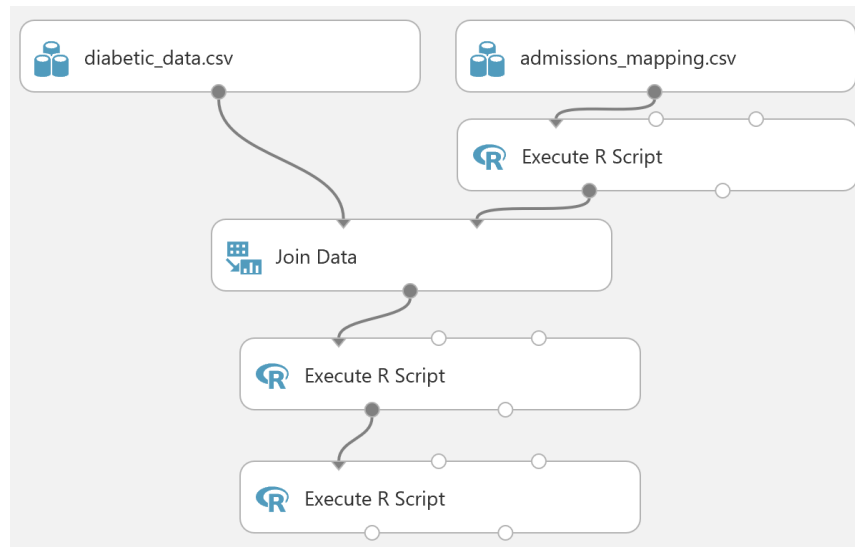 diabetic_data.csv
admissions_mapping.csv
Execute R Script
Join Data
Execute R Script
Execute R Script